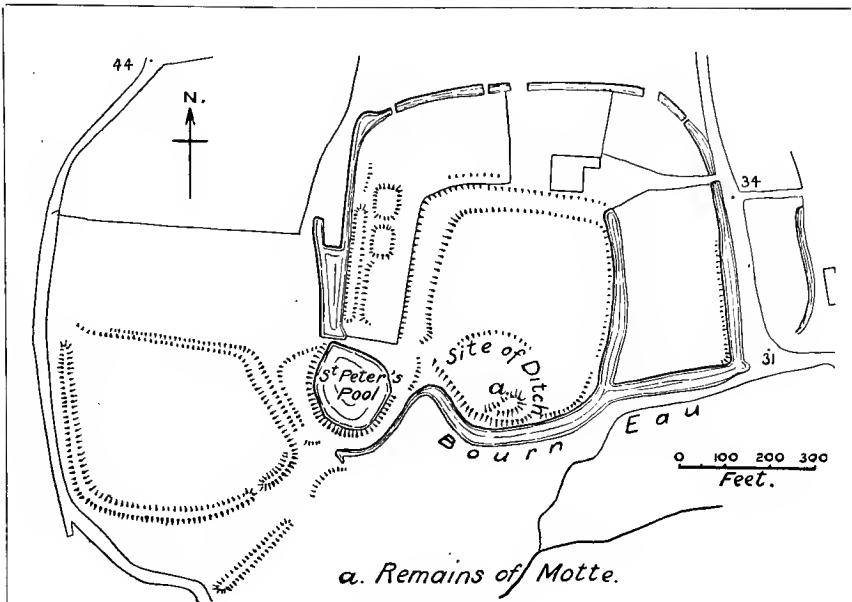 44
N.
34
Site of Ditch
St Peter's
Pool
a.
31
Bourn Eau
0 100 200 300
Feet.
a. Remains of Motte.